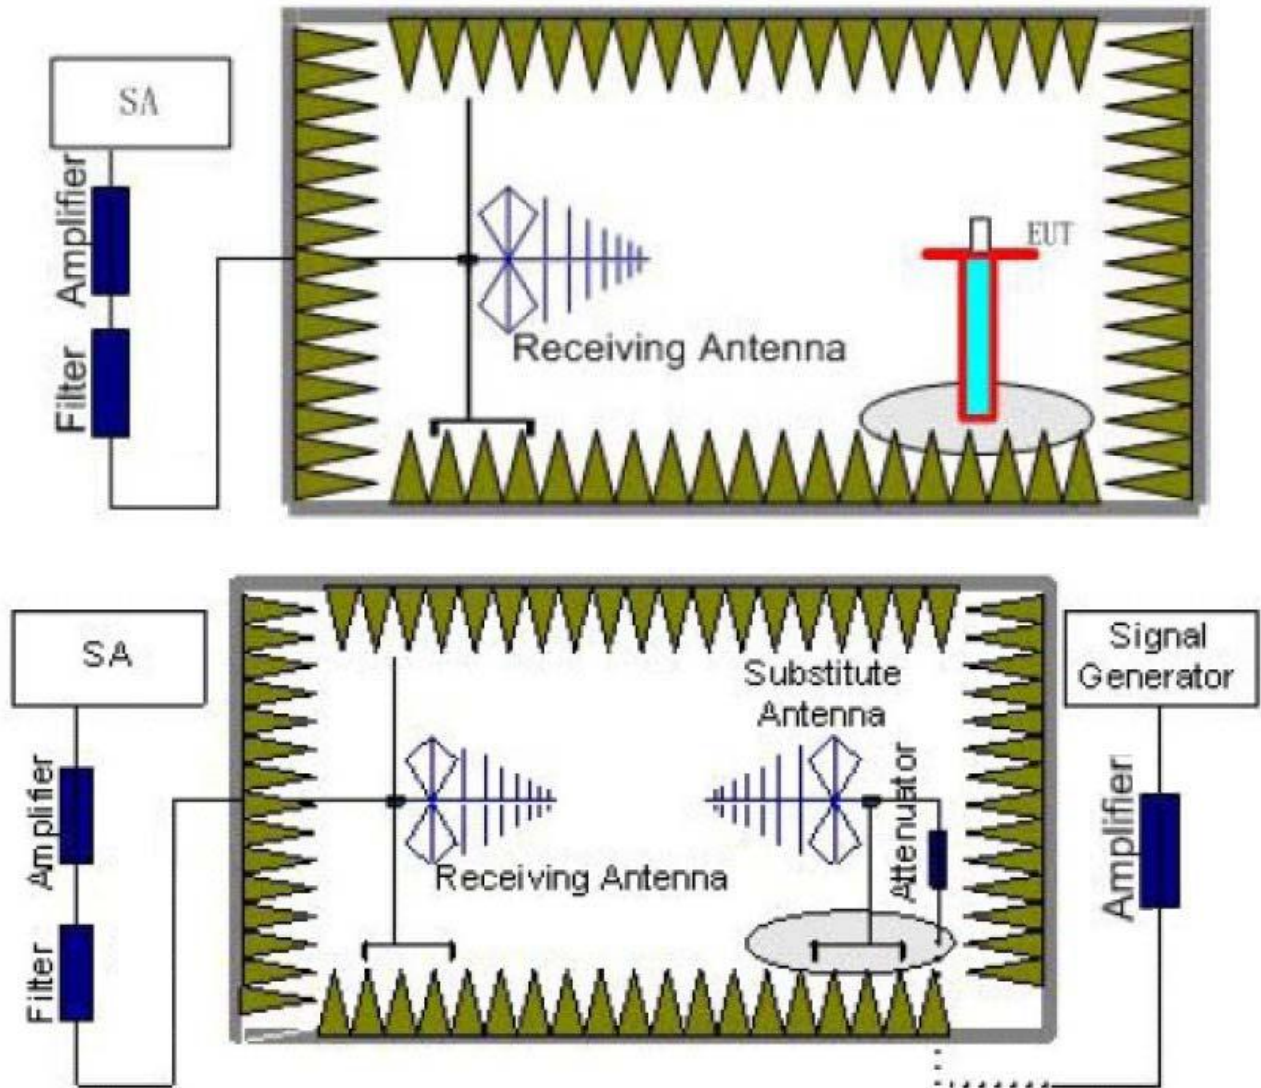 SA
Amplifier
Filter
EUT
Receiving Antenna
SA
Amplifier
Filter
Receiving Antenna
Substitute
Antenna
Attenuator
Signal
Generator
Amplifier